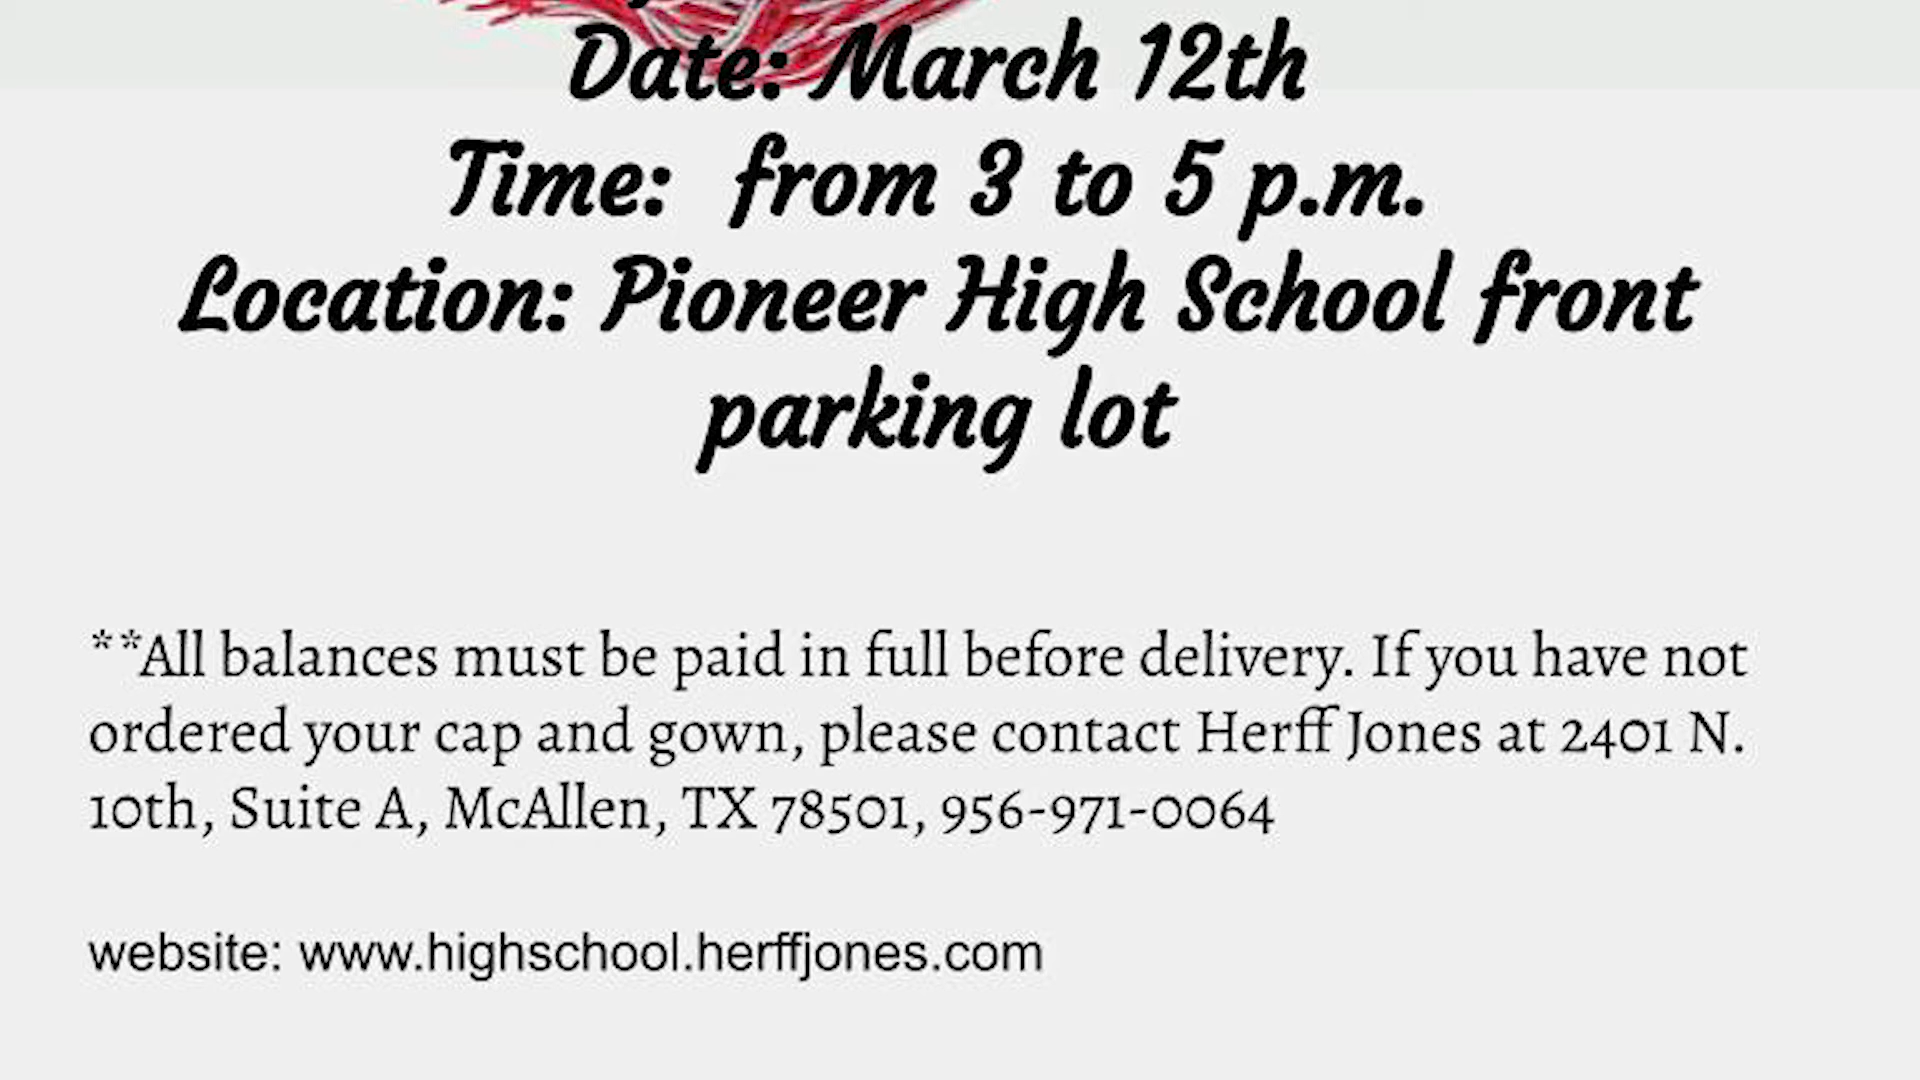 Date: March 12th
Time:  from 3 to 5 p.m.
Location: Pioneer High School front
parking lot
**All balances must be paid in full before delivery. If you have not
ordered your cap and gown, please contact Herff Jones at 2401 N.
10th, Suite A, McAllen, TX 78501, 956-971-0064
website: www.highschool.herffjones.com